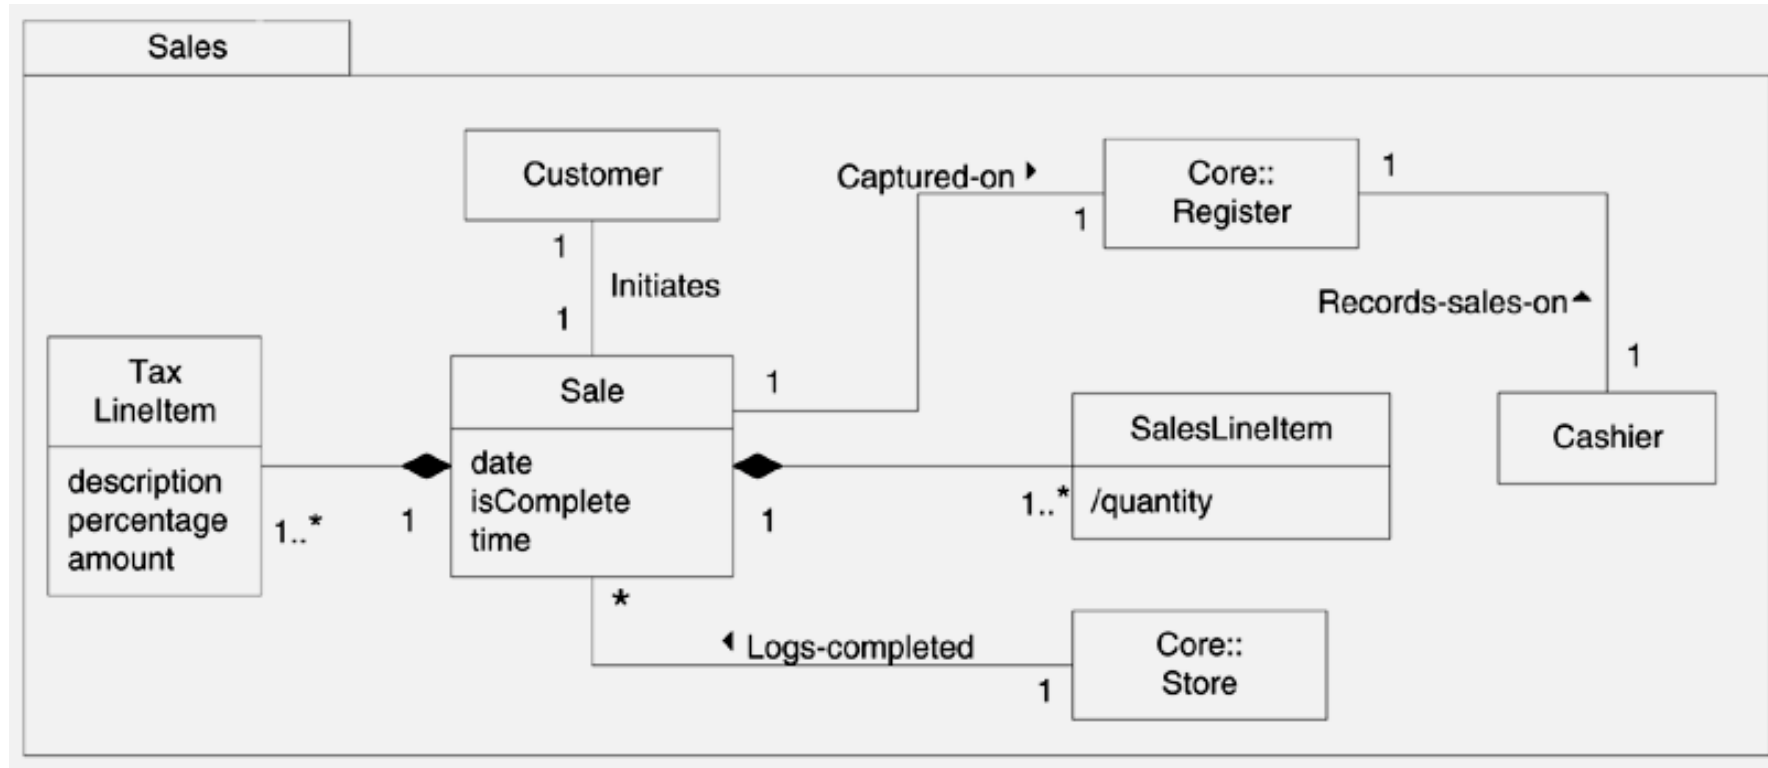 Sales
Customer
1
Initiates
1
Captured-on
1
Core::
Register
1
Records-sales-on
1
Cashier
Tax
LineItem
description
percentage
amount
1..*
1
Sale
date
isComplete
time
1
1
SalesLineItem
/quantity
1..*
*
Logs-completed
1
Core::
Store